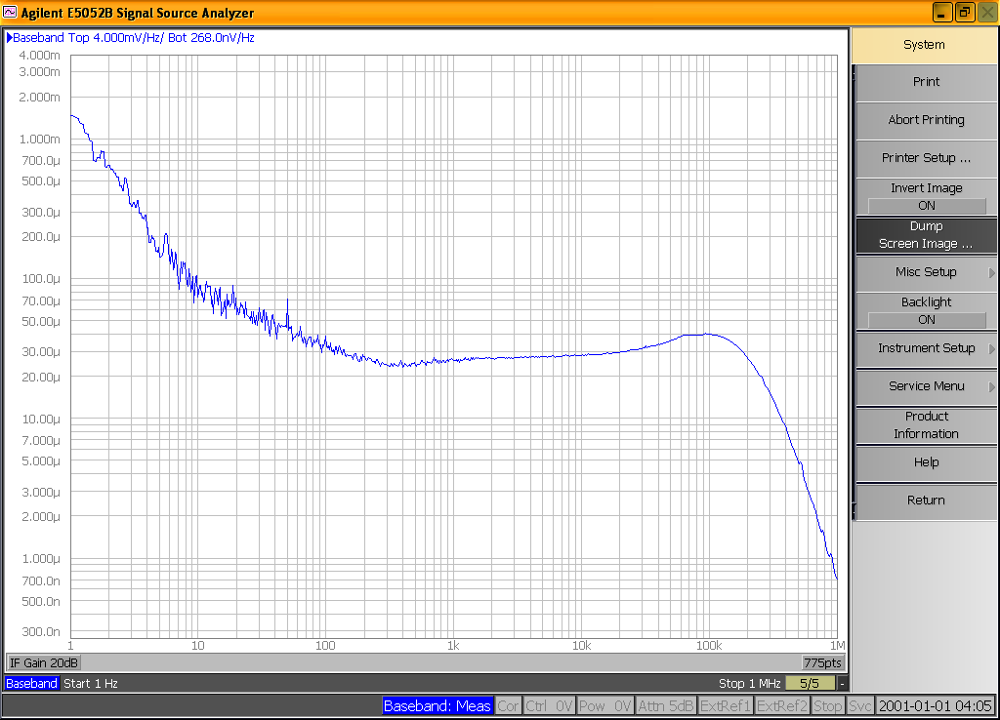 Agilent E5052B Signal Source Analyzer
Baseband Top 4.000mV/Hz/ Bot 268.0nV/Hz
4.000m
3.000m
2.000m
1.000m
700.0µ
500.0µ
300.0µ
200.0µ
100.0µ
70.00µ
50.00µ
30.00µ
20.00µ
10.00µ
7.000µ
5.000µ
3.000µ
2.000µ
1.000µ
700.0n
500.0n
300.0n
1 10 100 1k 10k 100k 1M
IF Gain 20dB 775pts
Baseband Start 1 Hz Stop 1 MHz 5/5 -
System
Print
Abort Printing
Printer Setup ...
Invert Image
ON
Dump
Screen Image ...
Misc Setup
Backlight
ON
Instrument Setup
Service Menu
Product
Information
Help
Return
Baseband: Meas Cor Ctrl 0V Pow 0V Attn 5dB ExtRef1 ExtRef2 Stop Svc 2001-01-01 04:05